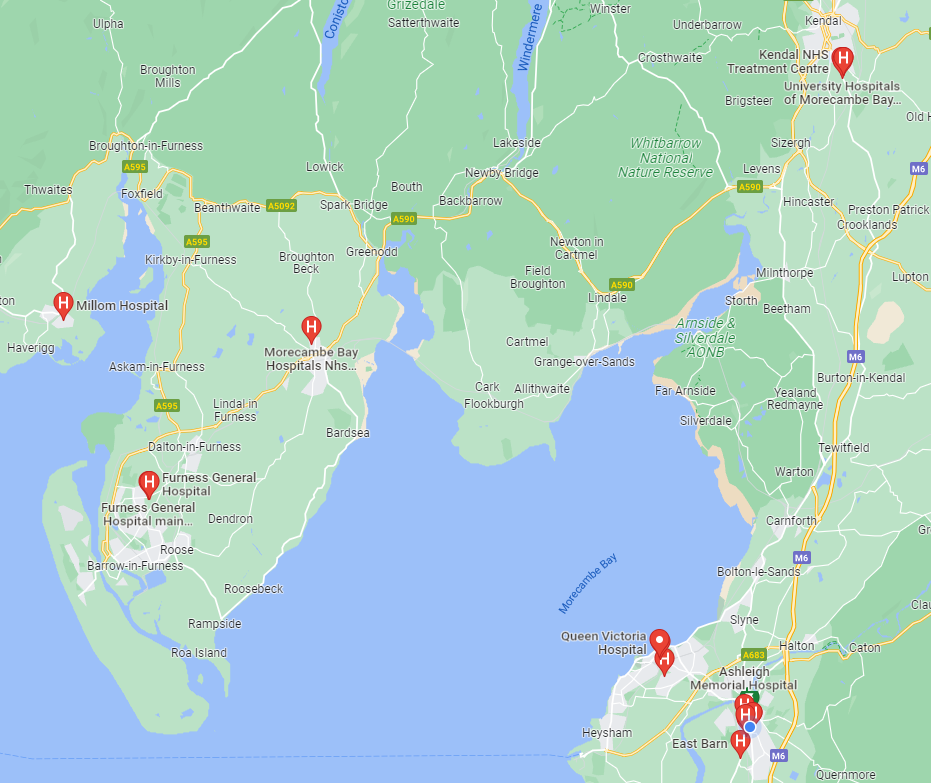 Grizedale
Ulpha
Satterthwaite
Winster
Underbarrow
Kendal
Windermere
Crosthwaite
Kendal NHS
Treatment Centre
University Hospitals
of Morecambe Bay...
Broughton
Mills
Brigsteer
Broughton-in-Furness
Lakeside
Whitbarrow
National
Nature Reserve
Sizergh
A595
Lowick
Newby Bridge
Levens
M6
Thwaites
Foxfield
Bouth
A590
Beanthwaite
A5092
Spark Bridge
Backbarrow
Hincaster
A590
Preston Patrick
Crooklands
A595
Greenodd
Newton in
Cartmel
Kirkby-in-Furness
Broughton
Beck
Field
Broughton
Milnthorpe
Lupton
A590
Lindale
Storth
Beetham
Millom Hospital
Arnside &
Silverdale
AONB
Haverigg
Morecambe Bay
Hospitals Nhs...
Cartmel
Grange-over-Sands
M6
Askam-in-Furness
Burton-in-Kendal
Cark
Flookburgh
Allithwaite
Far Arnside
Yealand
Redmayne
A595
Lindal in
Furness
Silverdale
Bardsea
Dalton-in-Furness
Tewitfield
Warton
Furness General
Hospital
Furness General
Hospital main...
Dendron
Carnforth
Roose
Barrow-in-Furness
M6
Bolton-le-Sands
Roosebeck
Morecambe Bay
Rampside
Slyne
Queen Victoria
Hospital
Roa Island
A683
Halton
Caton
Ashleigh
Memorial Hospital
Heysham
East Barn
M6
Quernmore